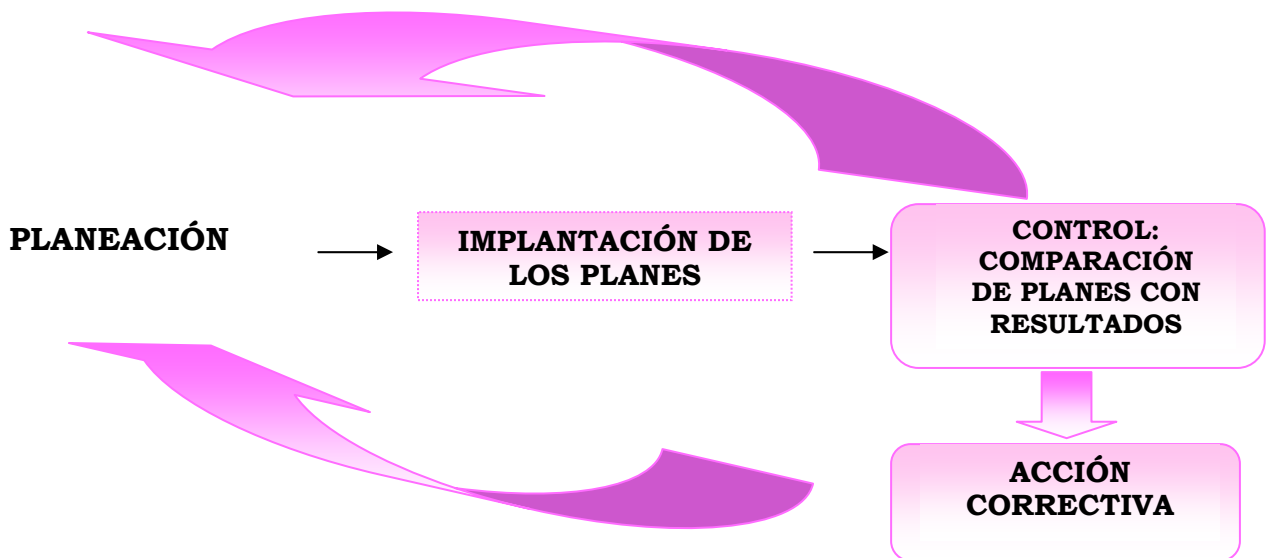 PLANEACIÓN
IMPLANTACIÓN DE
LOS PLANES
CONTROL:
COMPARACIÓN
DE PLANES CON
RESULTADOS
ACCIÓN
CORRECTIVA